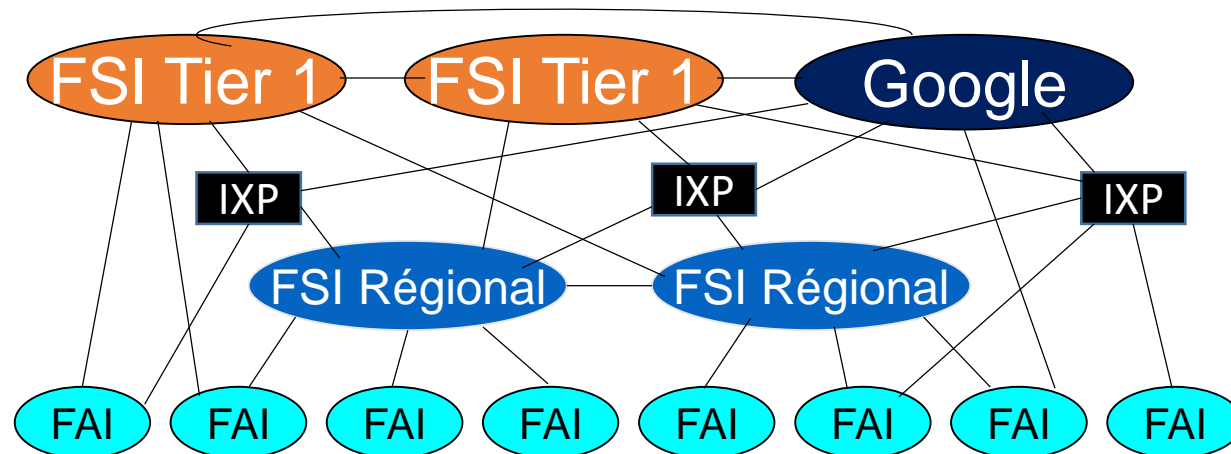 FSI Tier 1
FSI Tier 1
Google
IXP
IXP
IXP
FSI Régional
FSI Régional
FAI
FAI
FAI
FAI
FAI
FAI
FAI
FAI